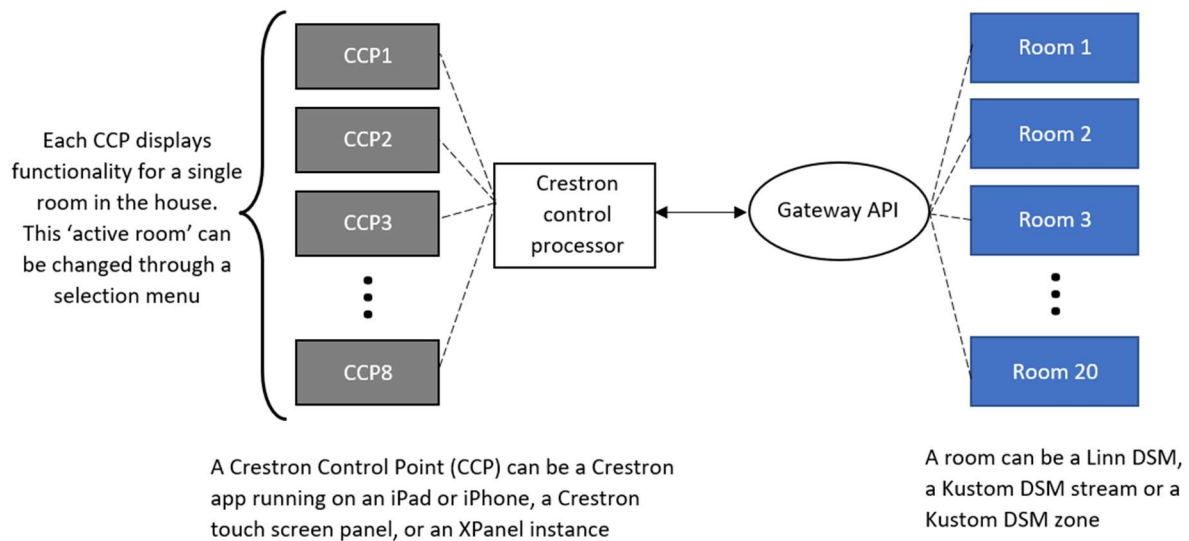 CCP1
CCP2
CCP3
CCP8
Each CCP displays
functionality for a single
room in the house.
This ‘active room’ can
be changed through a
selection menu
Crestron
control
processor
Gateway API
Room 1
Room 2
Room 3
Room 20
A Crestron Control Point (CCP) can be a Crestron
app running on an iPad or iPhone, a Crestron
touch screen panel, or an XPanel instance
A room can be a Linn DSM,
a Kustom DSM stream or a
Kustom DSM zone